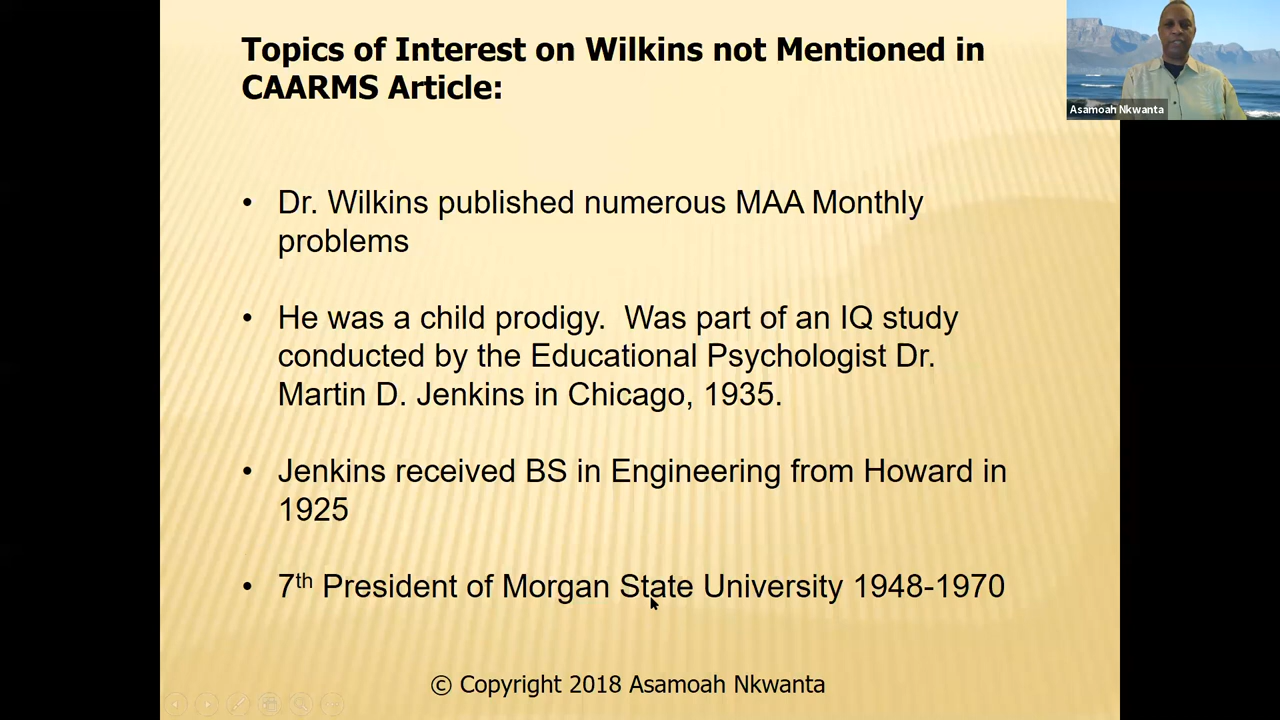 Topics of Interest on Wilkins not Mentioned in
CAARMS Article:
Asamoah Nkwanta
• Dr. Wilkins published numerous MAA Monthly
problems
• He was a child prodigy.  Was part of an IQ study
conducted by the Educational Psychologist Dr.
Martin D. Jenkins in Chicago, 1935.
• Jenkins received BS in Engineering from Howard in
1925
• 7th President of Morgan State University 1948-1970
© Copyright 2018 Asamoah Nkwanta